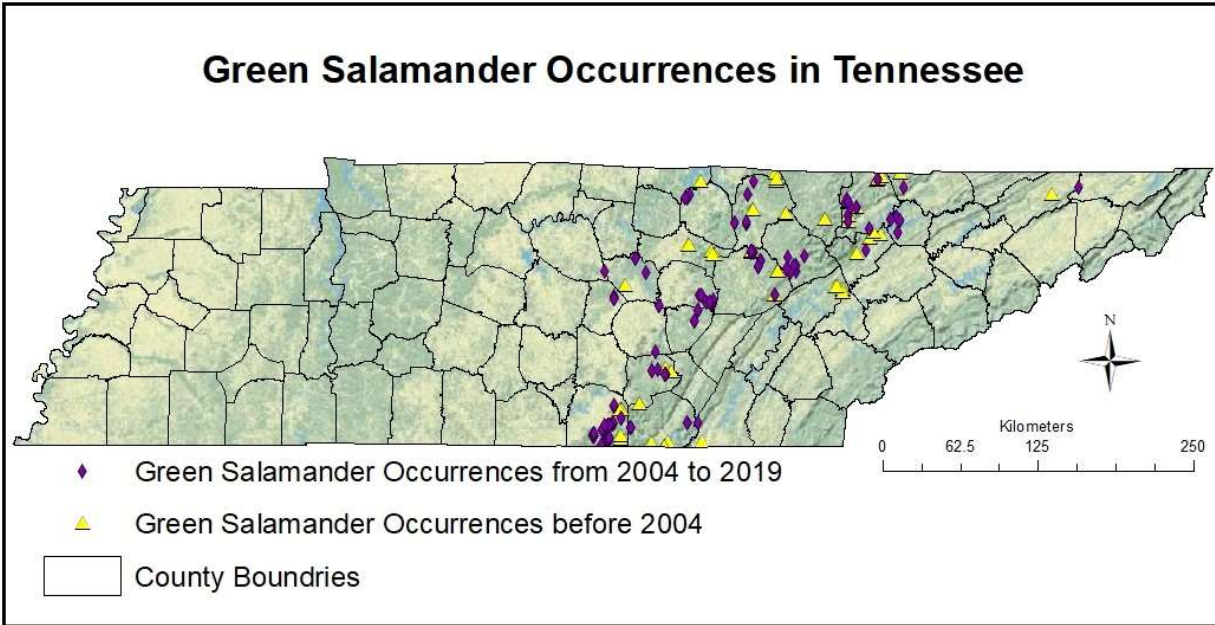 Green Salamander Occurrences in Tennessee
N
Kilometers
0 62.5 125 250
Green Salamander Occurrences from 2004 to 2019
Green Salamander Occurrences before 2004
County Boundries